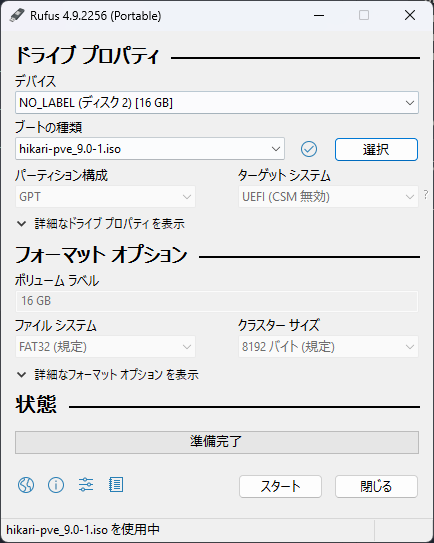 Rufus 4.9.2256 (Portable)
ドライブ プロパティ
デバイス
NO_LABEL (ディスク 2) [16 GB]
ブートの種類
hikari-pve_9.0-1.iso
選択
パーティション構成 ターゲット システム
GPT UEFI (CSM 無効) ?
詳細なドライブ プロパティを表示
フォーマット オプション
ボリューム ラベル
16 GB
ファイル システム クラスター サイズ
FAT32 (規定) 8192 バイト (規定)
詳細なフォーマット オプション を表示
状態
準備完了
スタート 閉じる
hikari-pve_9.0-1.iso を使用中